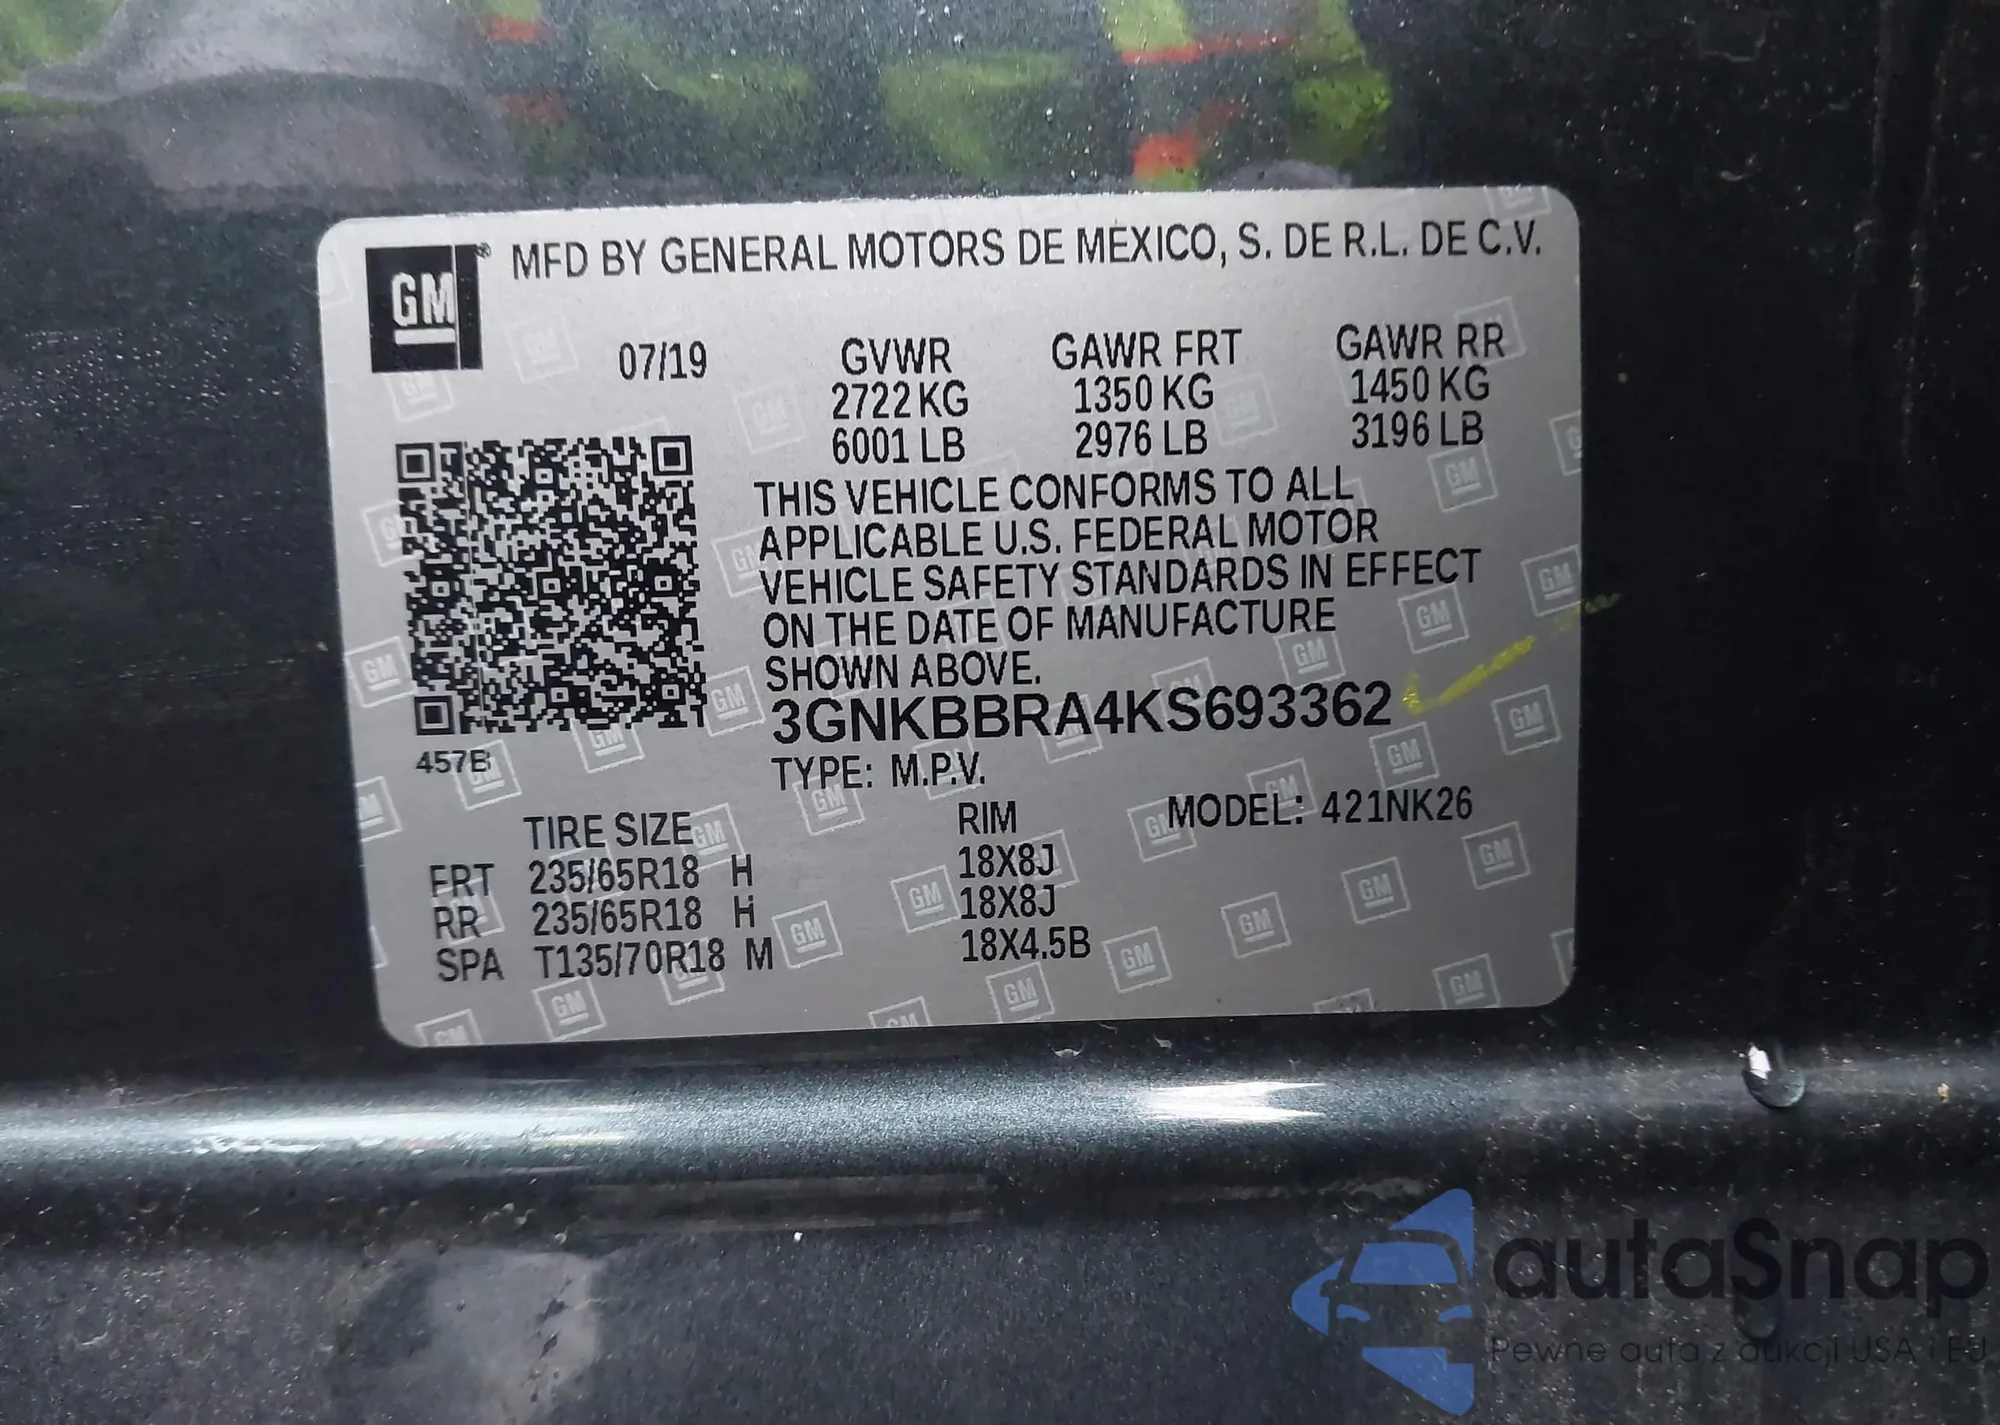 GM® MFD BY GENERAL MOTORS DE MEXICO, S. DE R.L. DE C.V.
07/19 GVWR GAWR FRT GAWR RR
2722 KG 1350 KG 1450 KG
6001 LB 2976 LB 3196 LB
THIS VEHICLE CONFORMS TO ALL
APPLICABLE U.S. FEDERAL MOTOR
VEHICLE SAFETY STANDARDS IN EFFECT
ON THE DATE OF MANUFACTURE
SHOWN ABOVE.
3GNKBBRA4KS693362
457B
TYPE: M.P.V.
TIRE SIZE RIM MODEL: 421NK26
FRT 235/65R18 H 18X8J
RR 235/65R18 H 18X8J
SPA T135/70R18 M 18X4.5B
autaSnap
Pewne auta z aukcji USA i EU